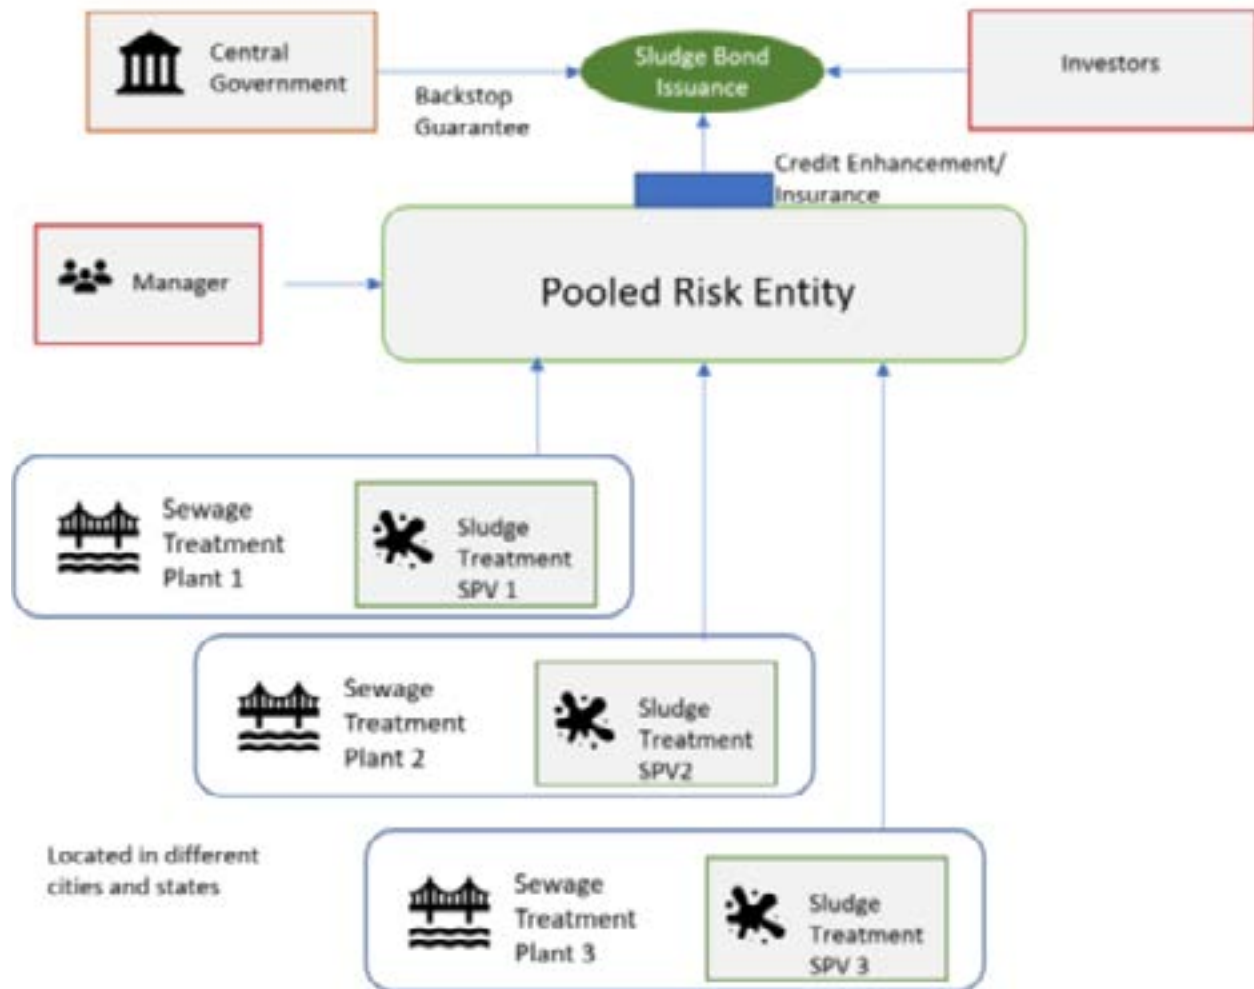 Central
Government
Sludge Bond
Issuance
Investors
Backstop
Guarantee
Credit Enhancement/
Insurance
Manager
Pooled Risk Entity
Sewage
Treatment
Plant 1
Sludge
Treatment
SPV 1
Sewage
Treatment
Plant 2
Sludge
Treatment
SPV2
Located in different
cities and states
Sewage
Treatment
Plant 3
Sludge
Treatment
SPV 3